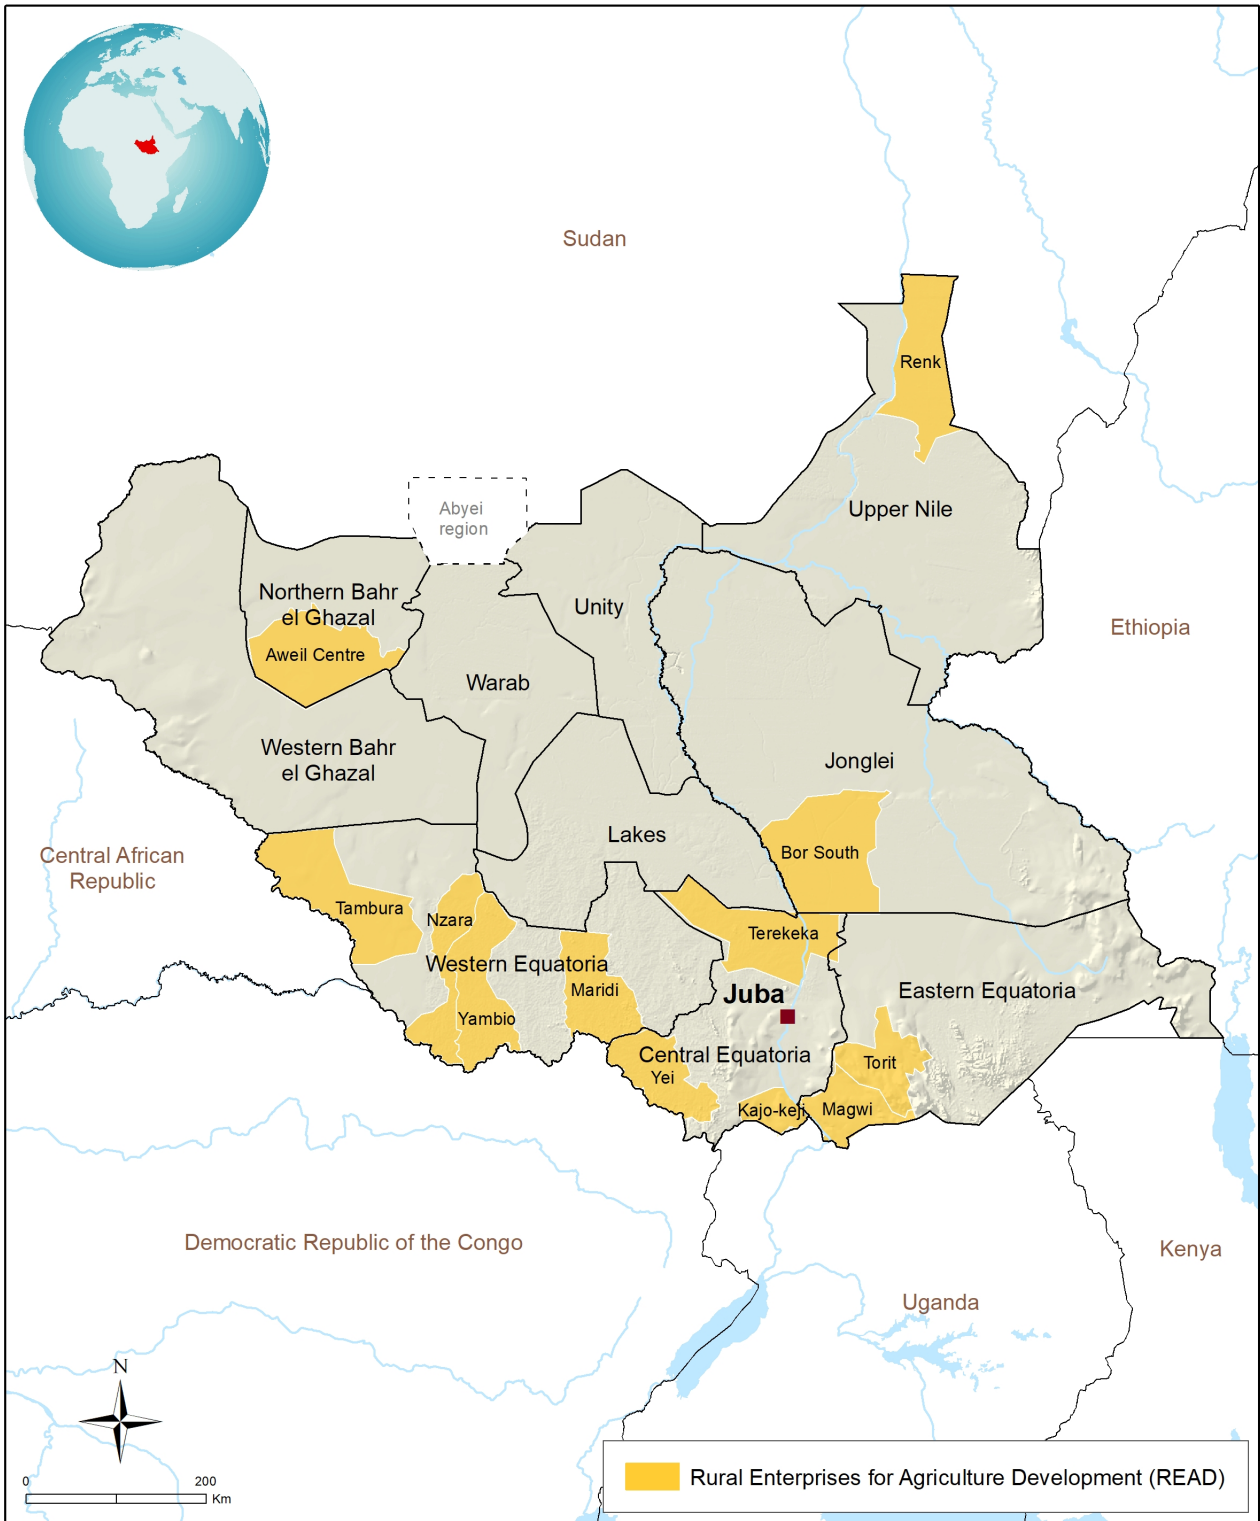 Sudan
Renk
Upper Nile
Abyei
region
Northern Bahr
el Ghazal
Unity
Ethiopia
Aweil Centre
Warab
Western Bahr
el Ghazal
Jonglei
Lakes
Central African
Republic
Bor South
Tambura
Nzara
Terekeka
Western Equatoria
Maridi
Juba
Eastern Equatoria
Yambio
Central Equatoria
Yei
Torit
Kajo-keji
Magwi
Democratic Republic of the Congo
Kenya
Uganda
N
0
200
Km
Rural Enterprises for Agriculture Development (READ)